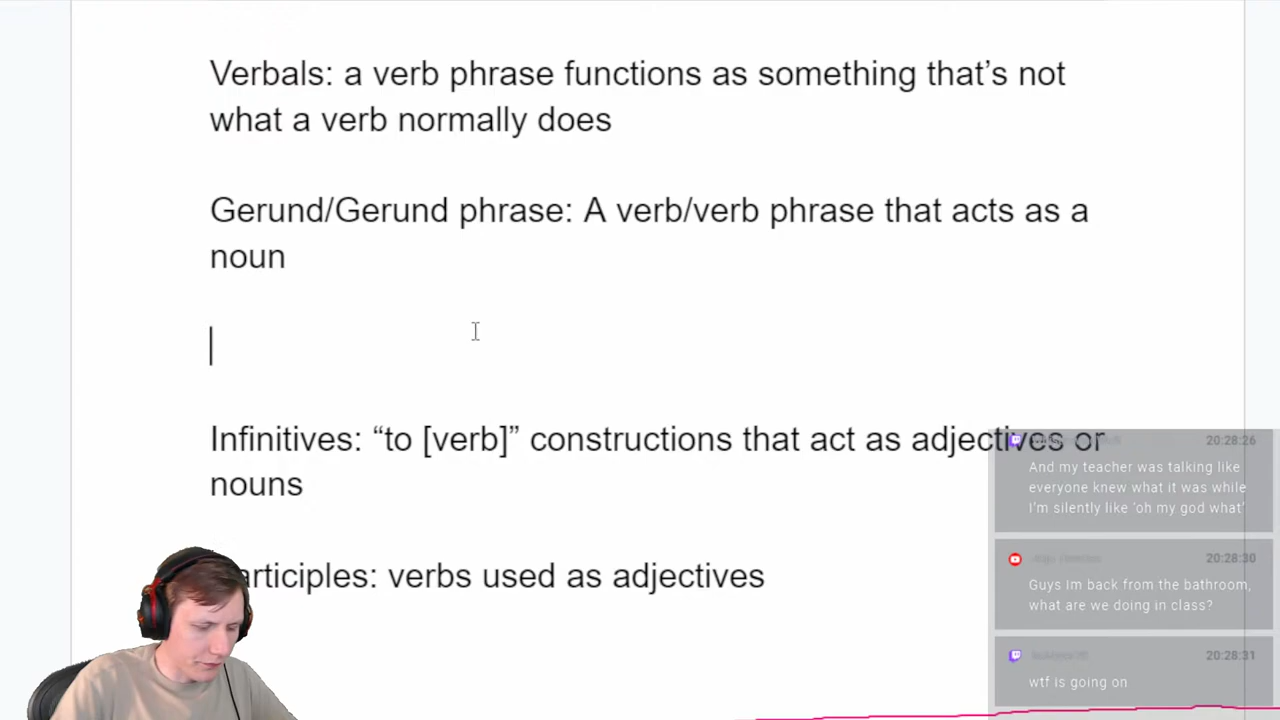 Verbals: a verb phrase functions as something that’s not
what a verb normally does
Gerund/Gerund phrase: A verb/verb phrase that acts as a
noun
Infinitives: “to [verb]” constructions that act as adjectives or
nouns
articiples: verbs used as adjectives
20:28:26
And my teacher was talking like
everyone knew what it was while
I’m silently like ‘oh my god what’
20:28:30
Guys Im back from the bathroom,
what are we doing in class?
20:28:31
wtf is going on